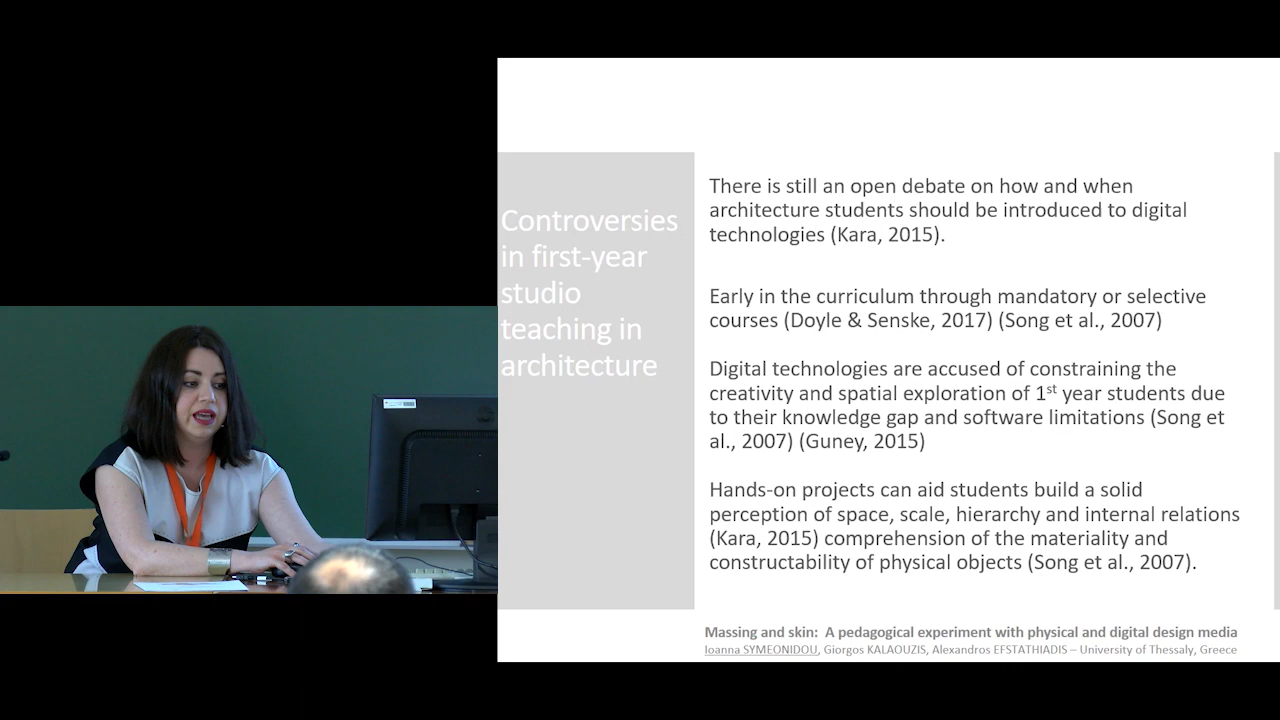 Controversies
in first-year
studio
teaching in
architecture
There is still an open debate on how and when
architecture students should be introduced to digital
technologies (Kara, 2015).
Early in the curriculum through mandatory or selective
courses (Doyle & Senske, 2017) (Song et al., 2007)
Digital technologies are accused of constraining the
creativity and spatial exploration of 1st year students due
to their knowledge gap and software limitations (Song et
al., 2007) (Guney, 2015)
Hands-on projects can aid students build a solid
perception of space, scale, hierarchy and internal relations
(Kara, 2015) comprehension of the materiality and
constructability of physical objects (Song et al., 2007).
Massing and skin: A pedagogical experiment with physical and digital design media
Ioanna SYMEONIDOU, Giorgos KALAOUZIS, Alexandros EFSTATHIADIS – University of Thessaly, Greece